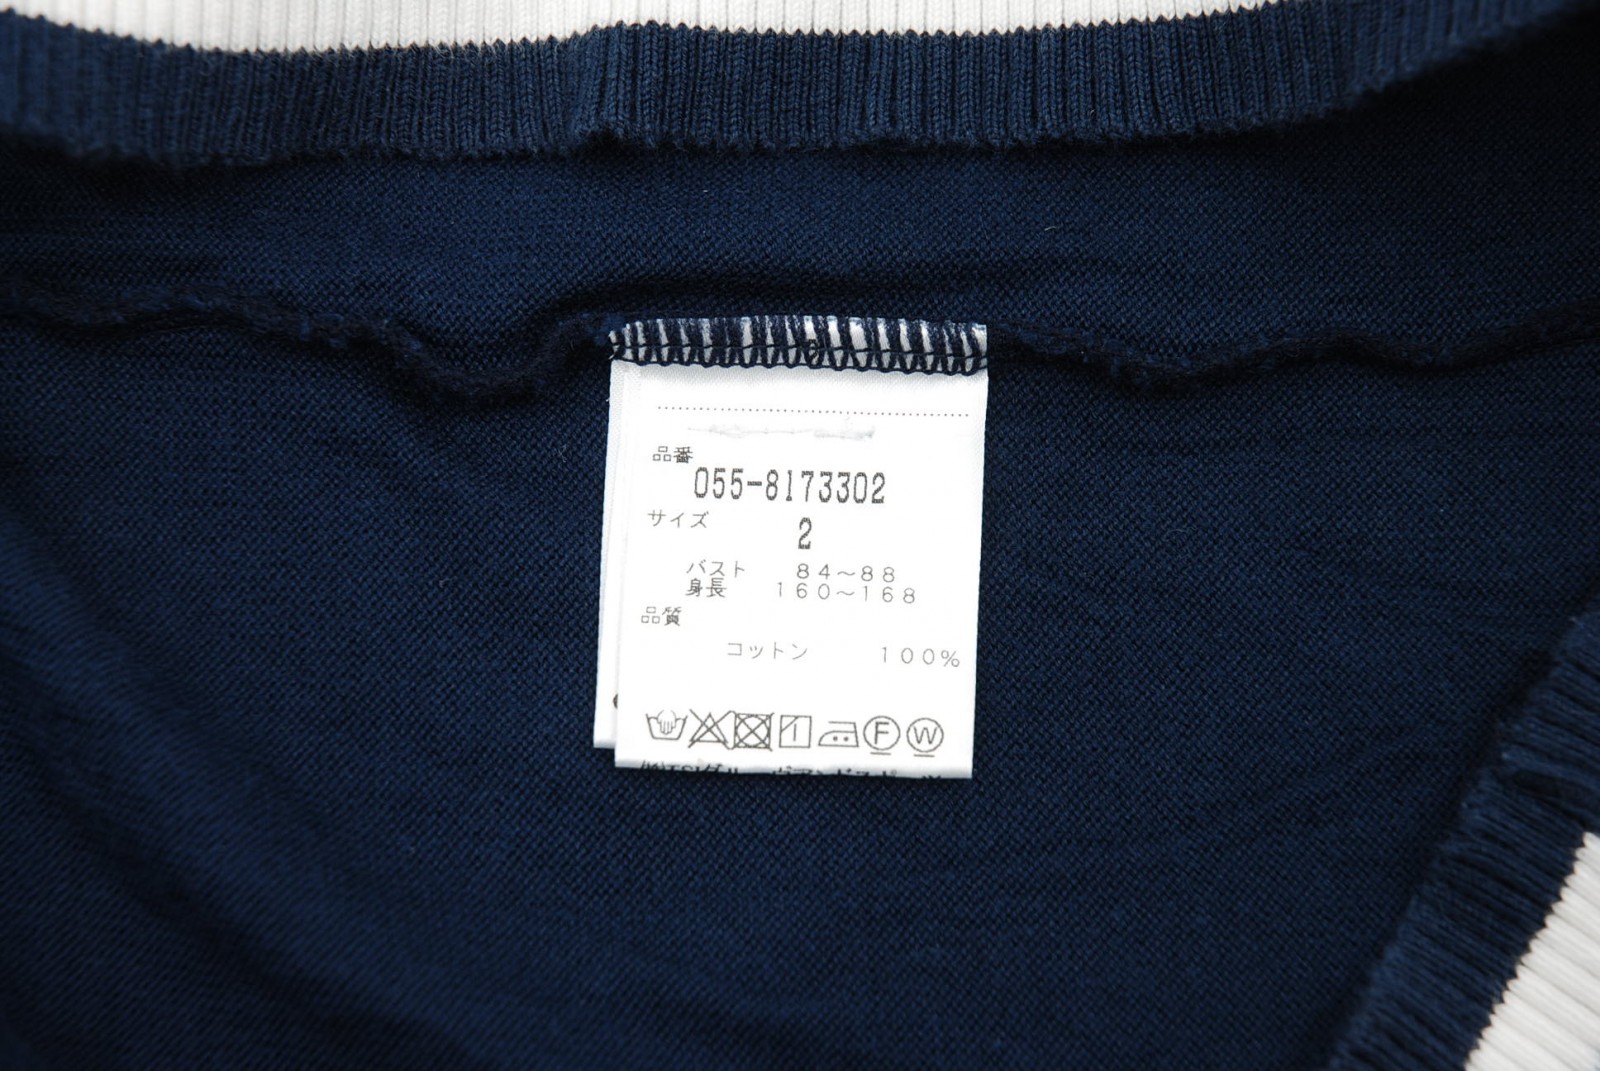 品番
055-8173302
サイズ
2
バスト 84～88
身長 160～168
品質
コットン 100%
F W